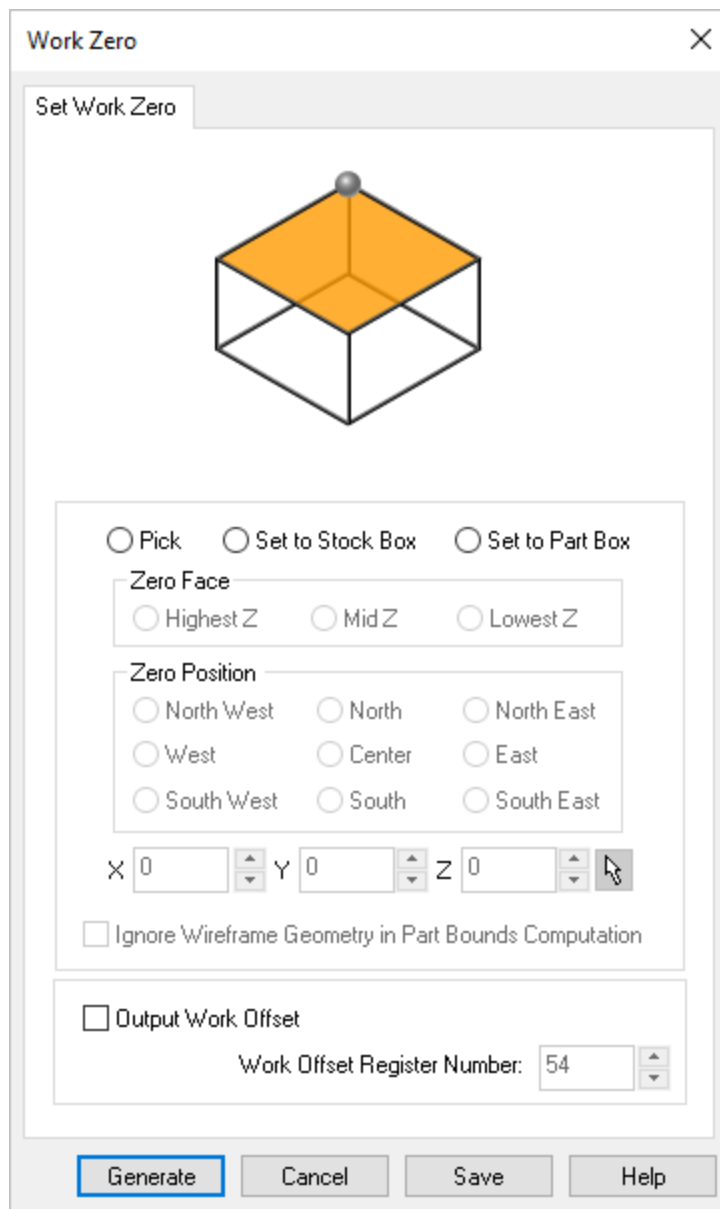 Work Zero
Set Work Zero
Pick Set to Stock Box Set to Part Box
Zero Face
Highest Z Mid Z Lowest Z
Zero Position
North West North North East
West Center East
South West South South East
X 0 Y 0 Z 0
Ignore Wireframe Geometry in Part Bounds Computation
Output Work Offset
Work Offset Register Number: 54
Generate Cancel Save Help